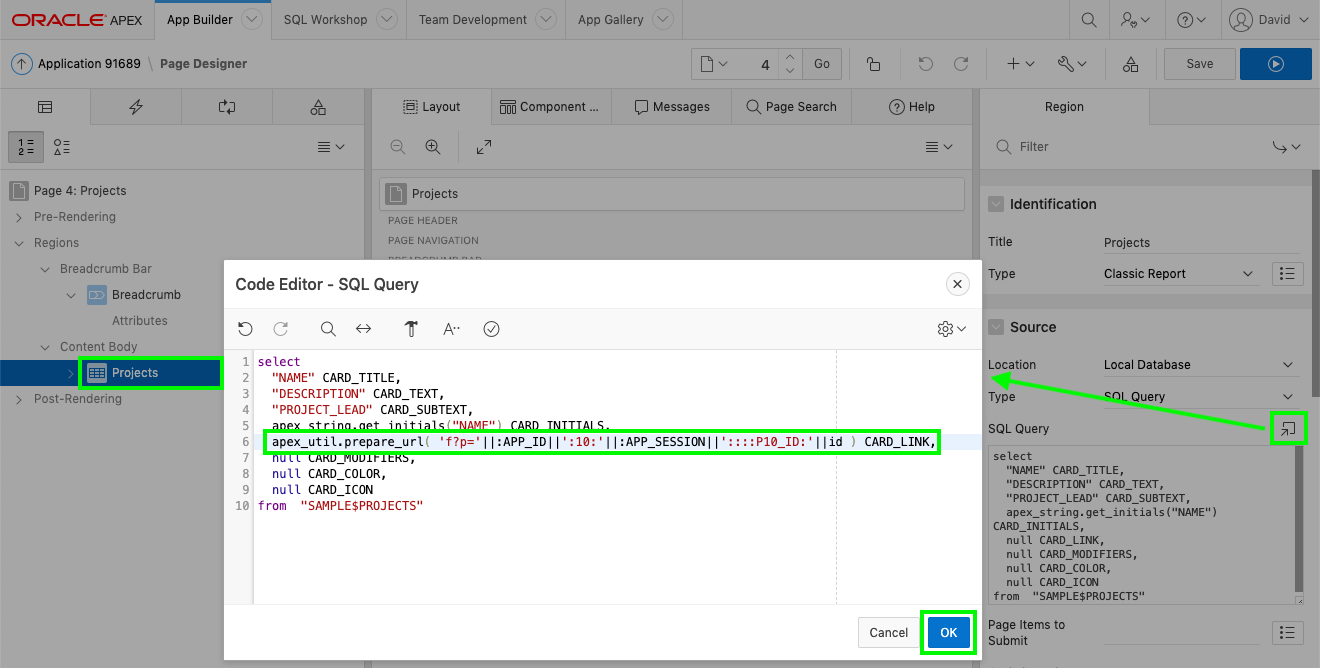 ORACLE APEX
App Builder
SQL Workshop
Team Development
App Gallery
David
Application 91689 \ Page Designer
4
Go
Save
Layout
Component ...
Messages
Page Search
Help
Region
Filter
Page 4: Projects
Pre-Rendering
Regions
Breadcrumb Bar
Breadcrumb
Attributes
Content Body
Projects
Post-Rendering
Projects
PAGE HEADER
PAGE NAVIGATION
BREADCRUMB BAR
Identification
Title
Projects
Type
Classic Report
Source
Location
Local Database
Type
SQL Query
SQL Query
select
"NAME" CARD_TITLE,
"DESCRIPTION" CARD_TEXT,
"PROJECT_LEAD" CARD_SUBTEXT,
apex_string.get_initials("NAME")
CARD_INITIALS,
null CARD_LINK,
null CARD_MODIFIERS,
null CARD_COLOR,
null CARD_ICON
from "SAMPLE$PROJECTS"
Page Items to
Submit
Code Editor - SQL Query
1 select
2 "NAME" CARD_TITLE,
3 "DESCRIPTION" CARD_TEXT,
4 "PROJECT_LEAD" CARD_SUBTEXT,
5 apex_string.get_initials("NAME") CARD_INITIALS,
6 apex_util.prepare_url( 'f?p='||:APP_ID||':10:'||:APP_SESSION||'::::P10_ID:'||id ) CARD_LINK,
7 null CARD_MODIFIERS,
8 null CARD_COLOR,
9 null CARD_ICON
10 from "SAMPLE$PROJECTS"
Cancel
OK